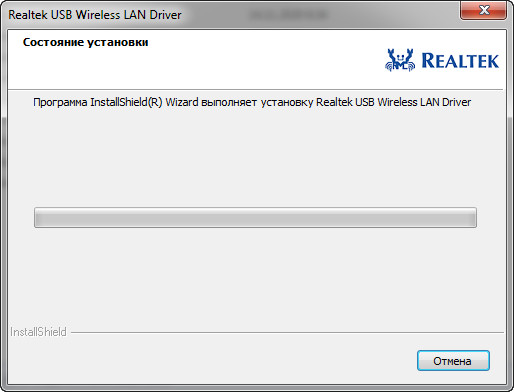 Realtek USB Wireless LAN Driver
Состояние установки
REALTEK
Программа InstallShield(R) Wizard выполняет установку Realtek USB Wireless LAN Driver
InstallShield
Отмена